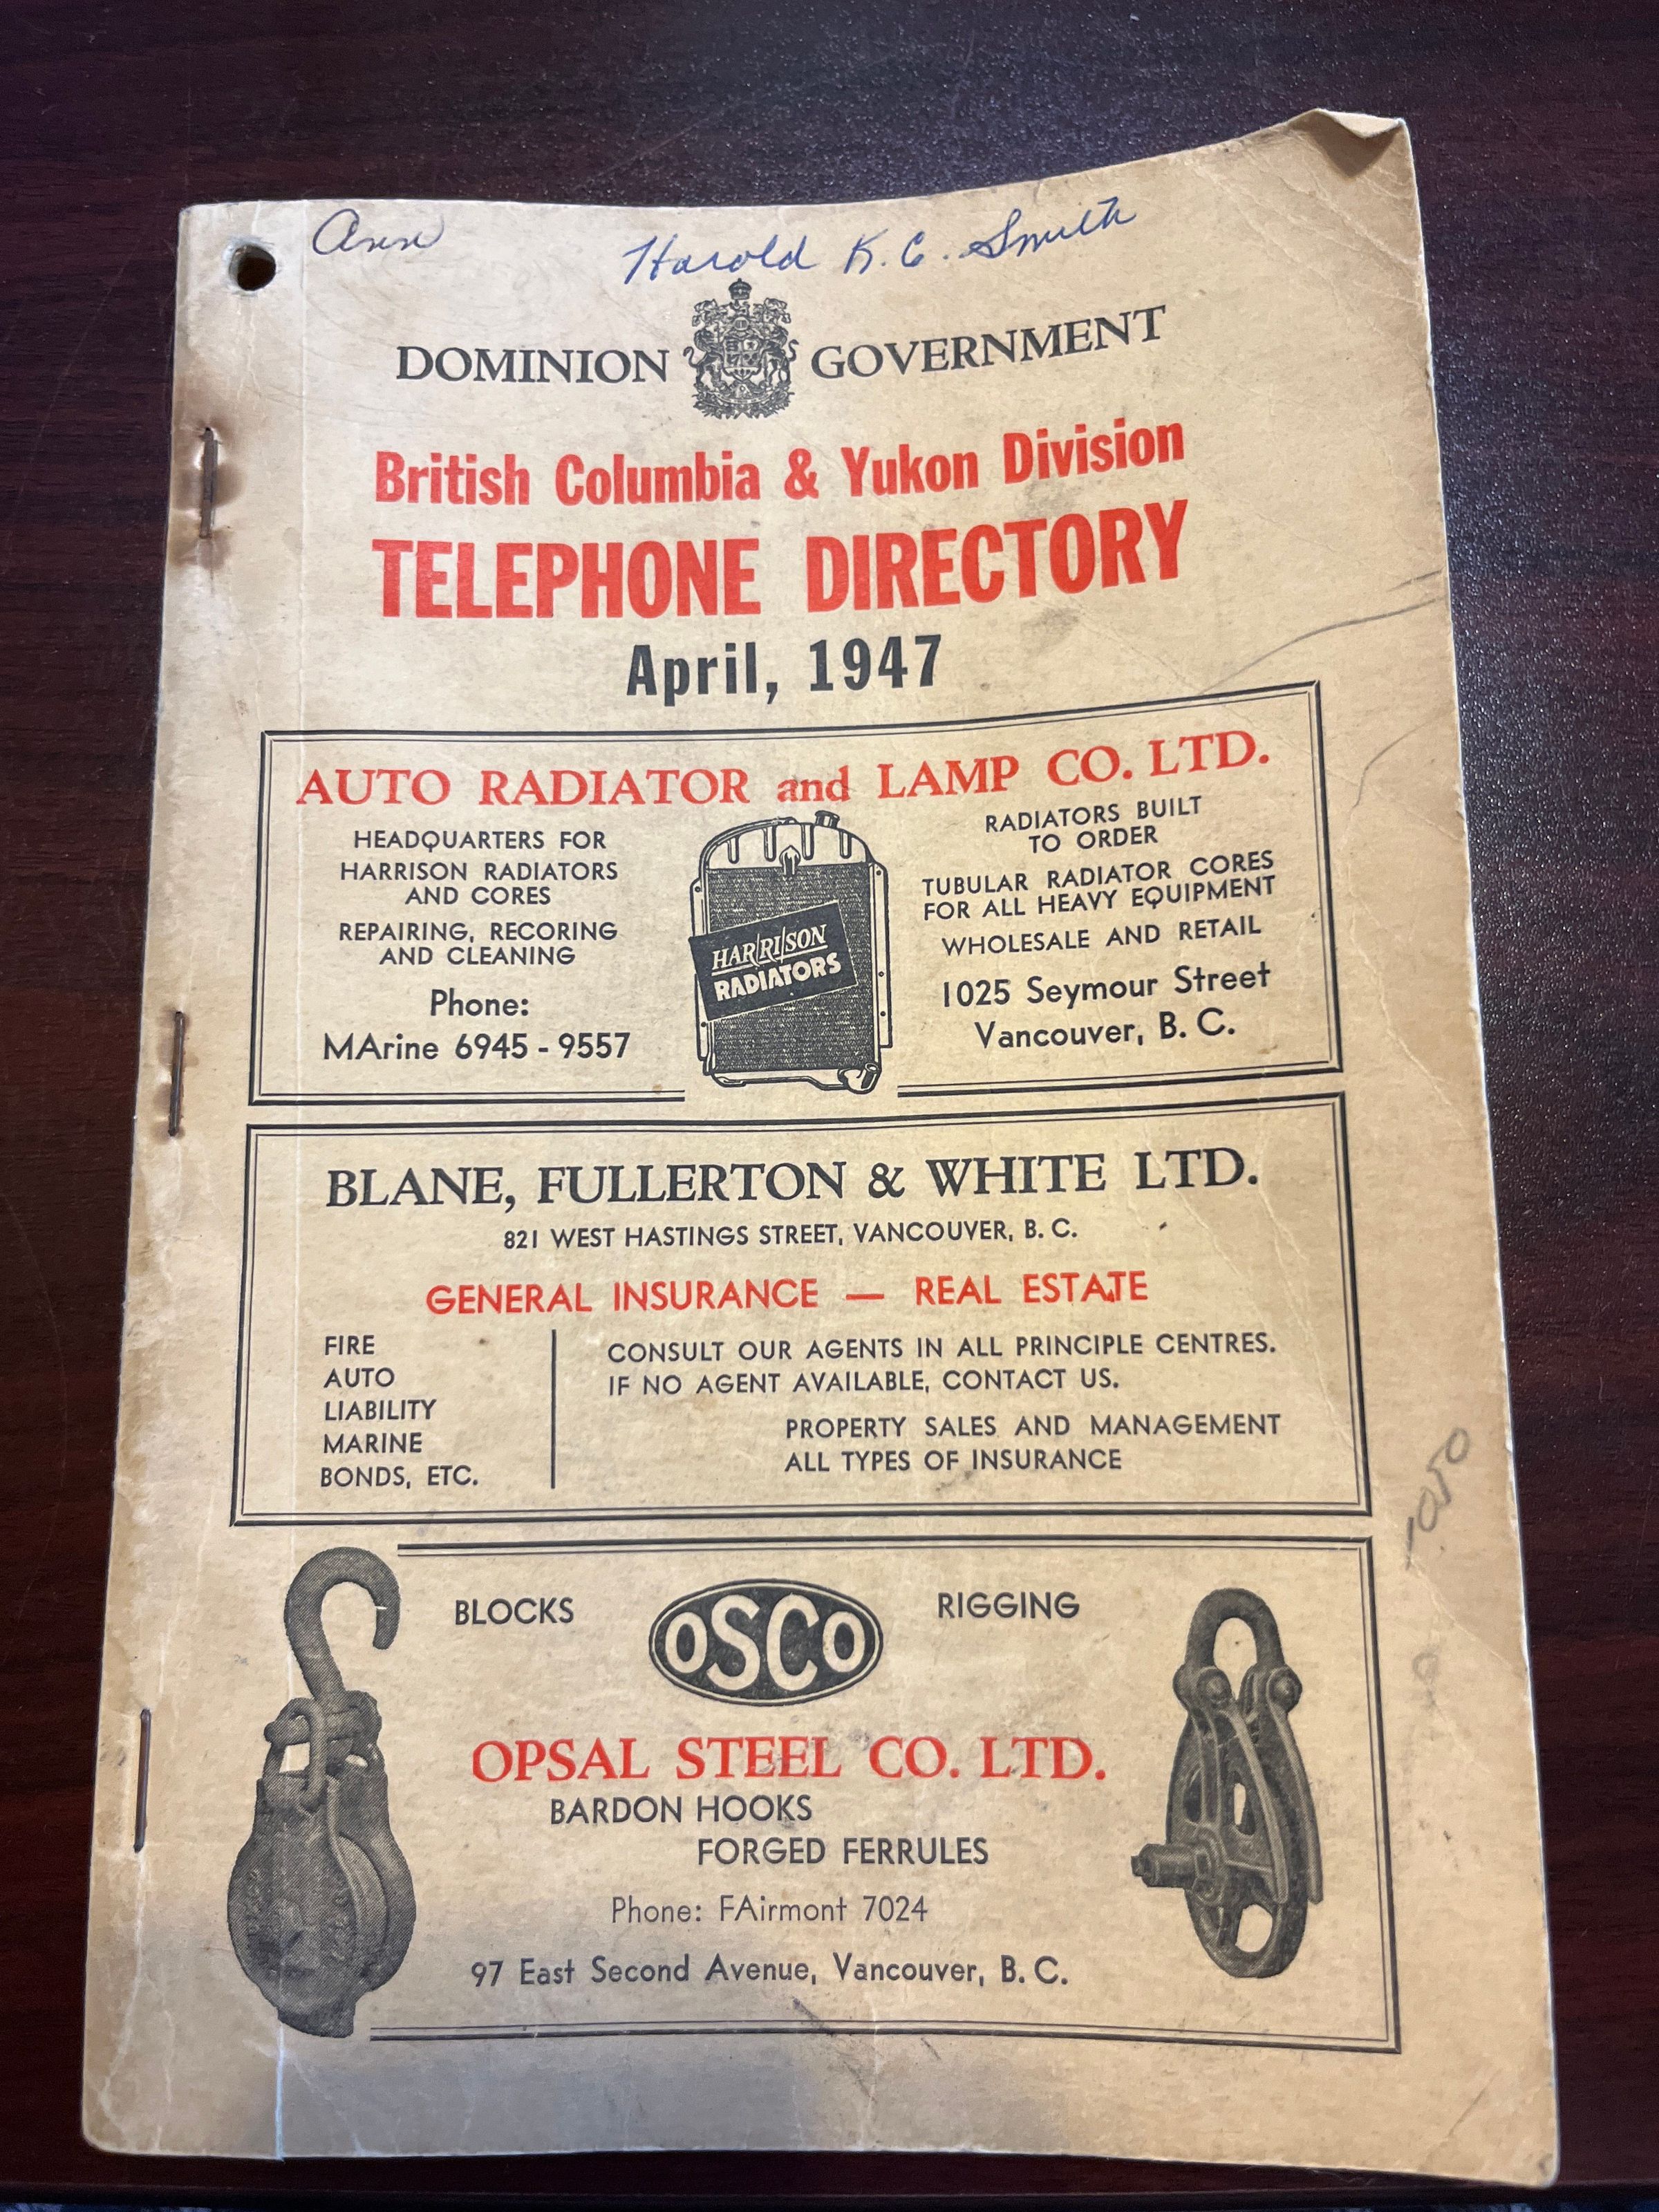 Ann
Harold K. C. Smith
DOMINION GOVERNMENT
British Columbia & Yukon Division
TELEPHONE DIRECTORY
April, 1947
AUTO RADIATOR and LAMP CO. LTD.
HEADQUARTERS FOR
HARRISON RADIATORS
AND CORES
REPAIRING, RECORING
AND CLEANING
Phone:
MArine 6945 - 9557
HARRISON
RADIATORS
RADIATORS BUILT
TO ORDER
TUBULAR RADIATOR CORES
FOR ALL HEAVY EQUIPMENT
WHOLESALE AND RETAIL
1025 Seymour Street
Vancouver, B. C.
BLANE, FULLERTON & WHITE LTD.
821 WEST HASTINGS STREET, VANCOUVER, B. C.
GENERAL INSURANCE — REAL ESTATE
FIRE
AUTO
LIABILITY
MARINE
BONDS, ETC.
CONSULT OUR AGENTS IN ALL PRINCIPLE CENTRES.
IF NO AGENT AVAILABLE, CONTACT US.
PROPERTY SALES AND MANAGEMENT
ALL TYPES OF INSURANCE
1050
BLOCKS OSCO RIGGING
OPSAL STEEL CO. LTD.
BARDON HOOKS
FORGED FERRULES
Phone: FAirmont 7024
97 East Second Avenue, Vancouver, B. C.